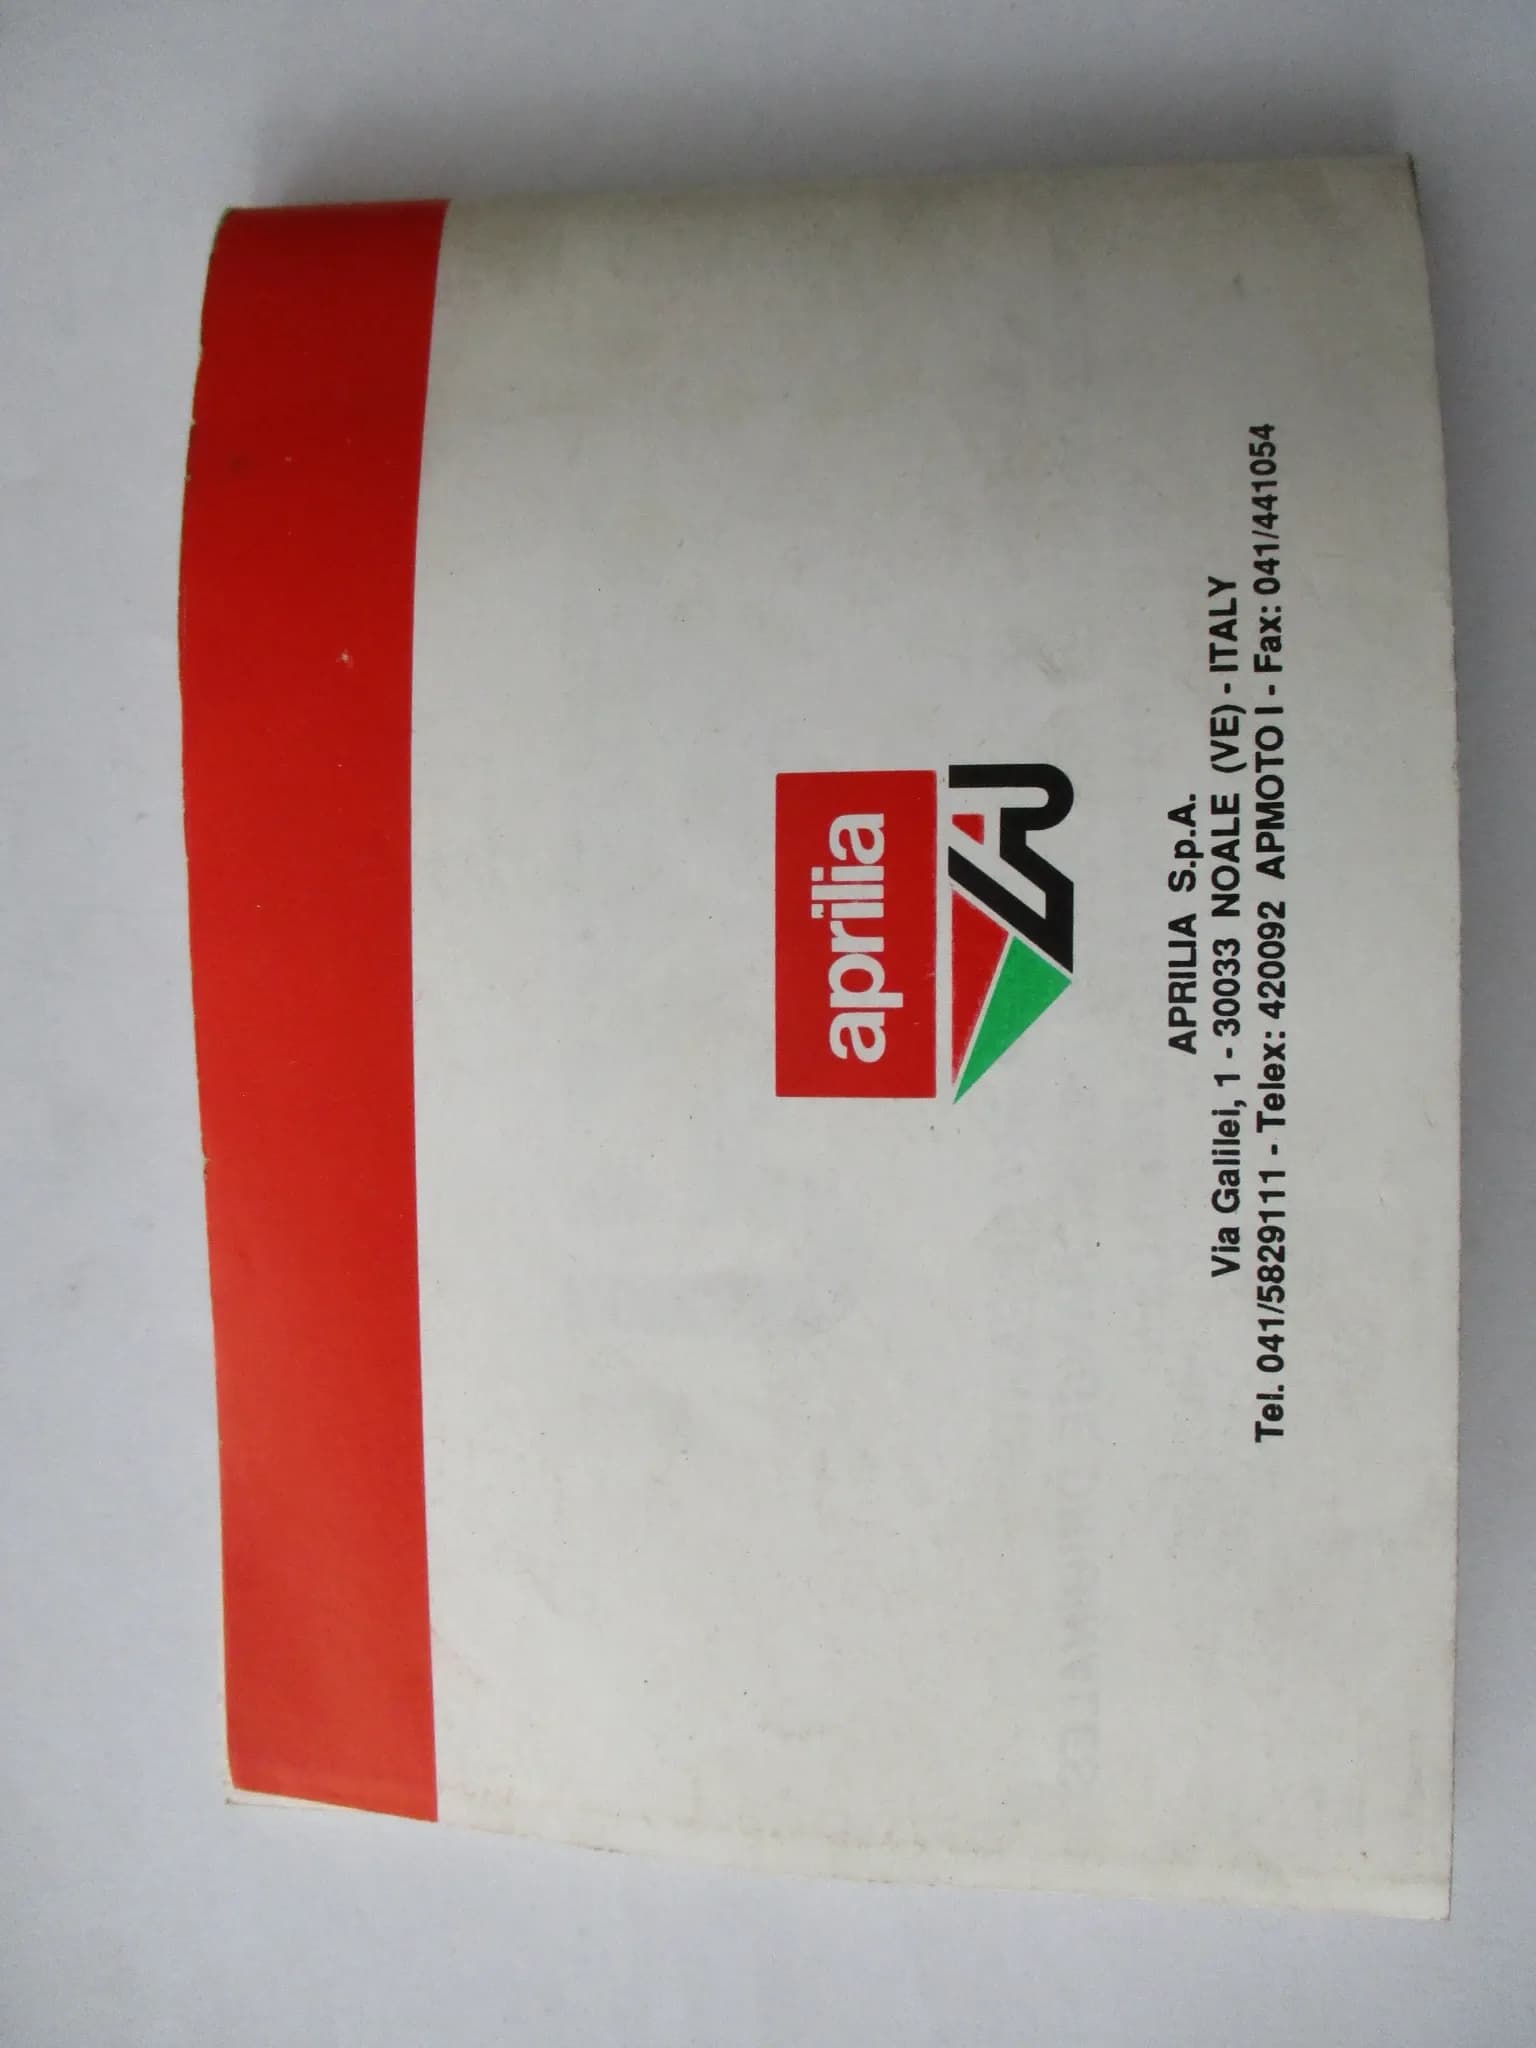 aprilia
APRILIA S.p.A.
Via Galilei, 1 - 30033 NOALE (VE) - ITALY
Tel. 041/5829111 - Telex: 420092 APMOTO I - Fax: 041/441054